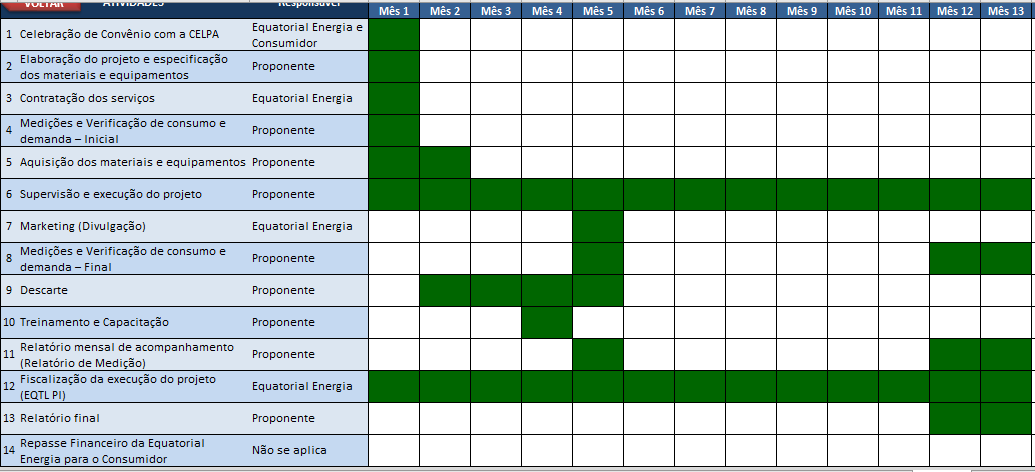 VOLTAR ATIVIDADES Responsável Mês 1 Mês 2 Mês 3 Mês 4 Mês 5 Mês 6 Mês 7 Mês 8 Mês 9 Mês 10 Mês 11 Mês 12 Mês 13
1 Celebração de Convênio com a CELPA Equatorial Energia e
Consumidor
2 Elaboração do projeto e especificação
dos materiais e equipamentos Proponente
3 Contratação dos serviços Equatorial Energia
4 Medições e Verificação de consumo e
demanda – Inicial Proponente
5 Aquisição dos materiais e equipamentos Proponente
6 Supervisão e execução do projeto Proponente
7 Marketing (Divulgação) Equatorial Energia
8 Medições e Verificação de consumo e
demanda – Final Proponente
9 Descarte Proponente
10 Treinamento e Capacitação Proponente
11 Relatório mensal de acompanhamento
(Relatório de Medição) Proponente
12 Fiscalização da execução do projeto
(EQTL PI) Equatorial Energia
13 Relatório final Proponente
14 Repasse Financeiro da Equatorial
Energia para o Consumidor Não se aplica